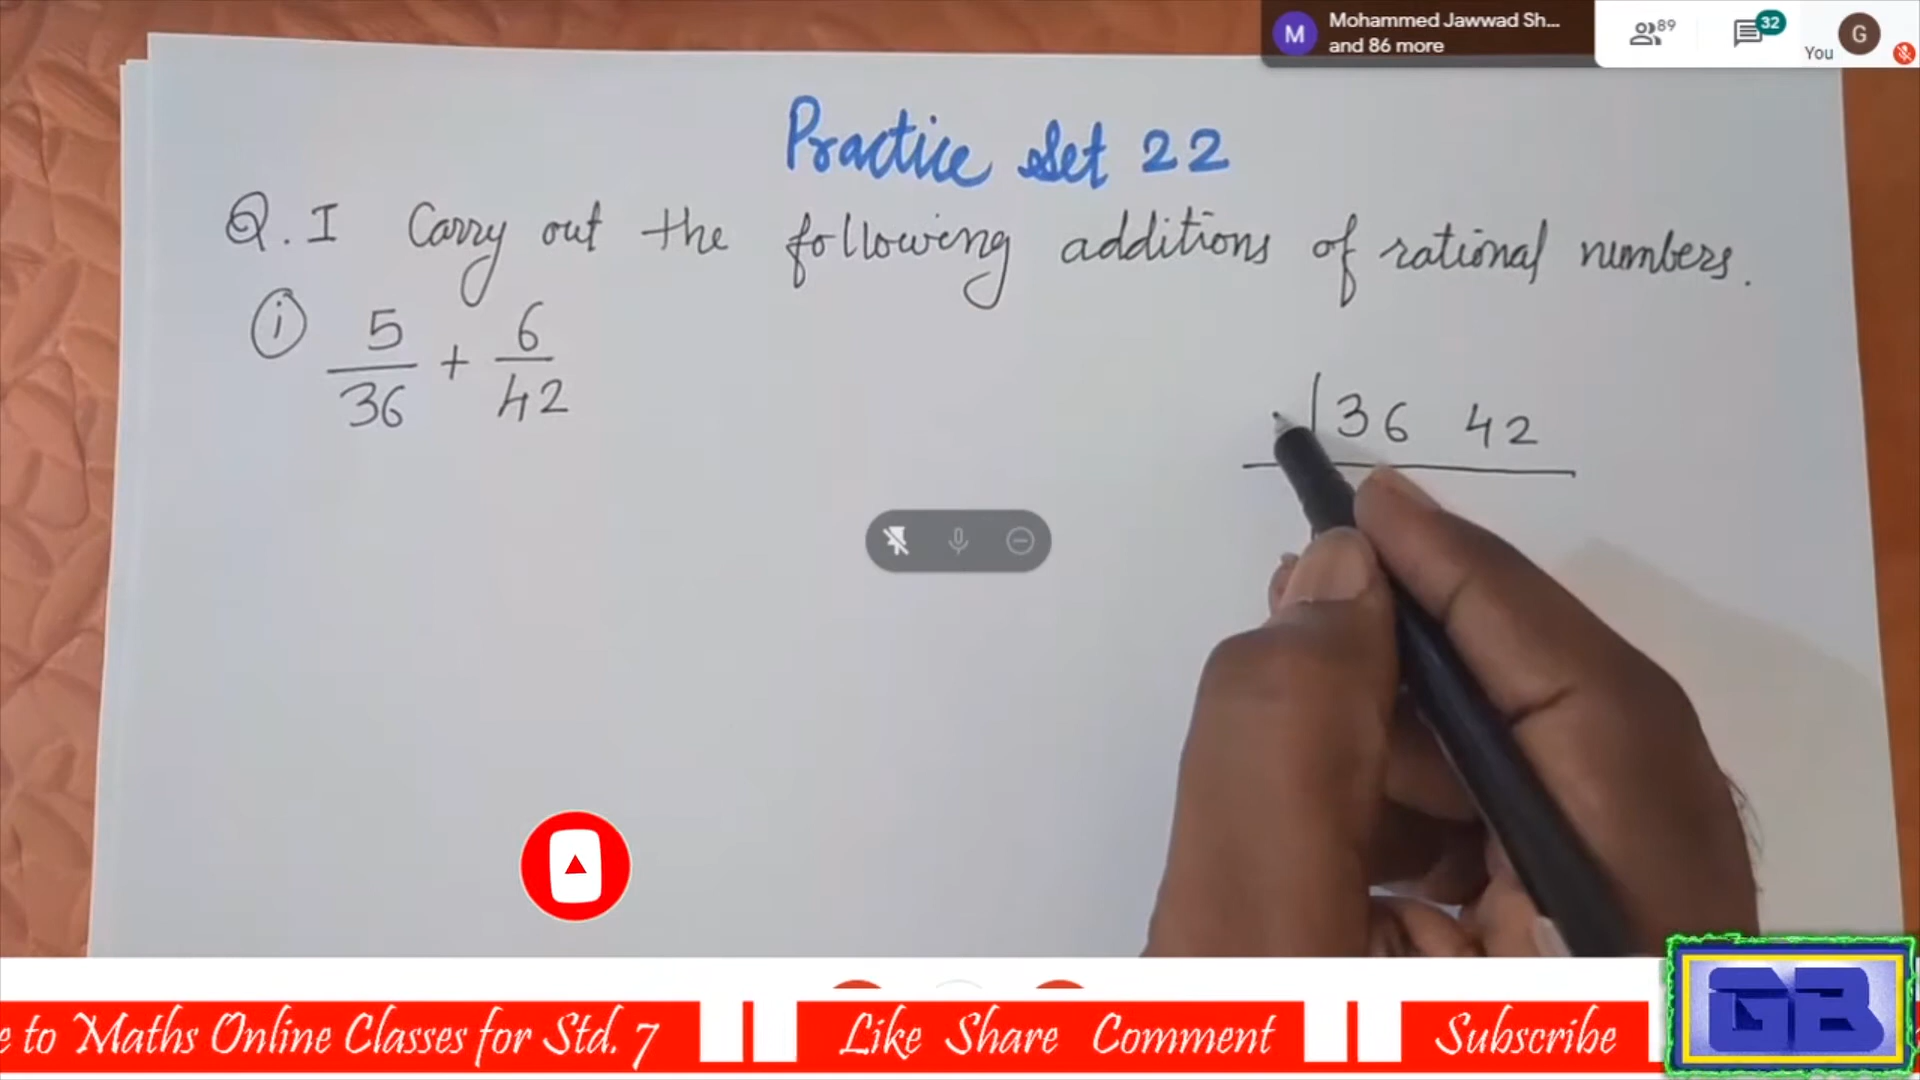 Mohammed Jawwad Sh...
and 86 more
89
32
You
G
M
Practice Set 22
Q. I Carry out the following additions of rational numbers.
i 5/36 + 6/42
36 42
e to Maths Online Classes for Std. 7
Like Share Comment
Subscribe
GB